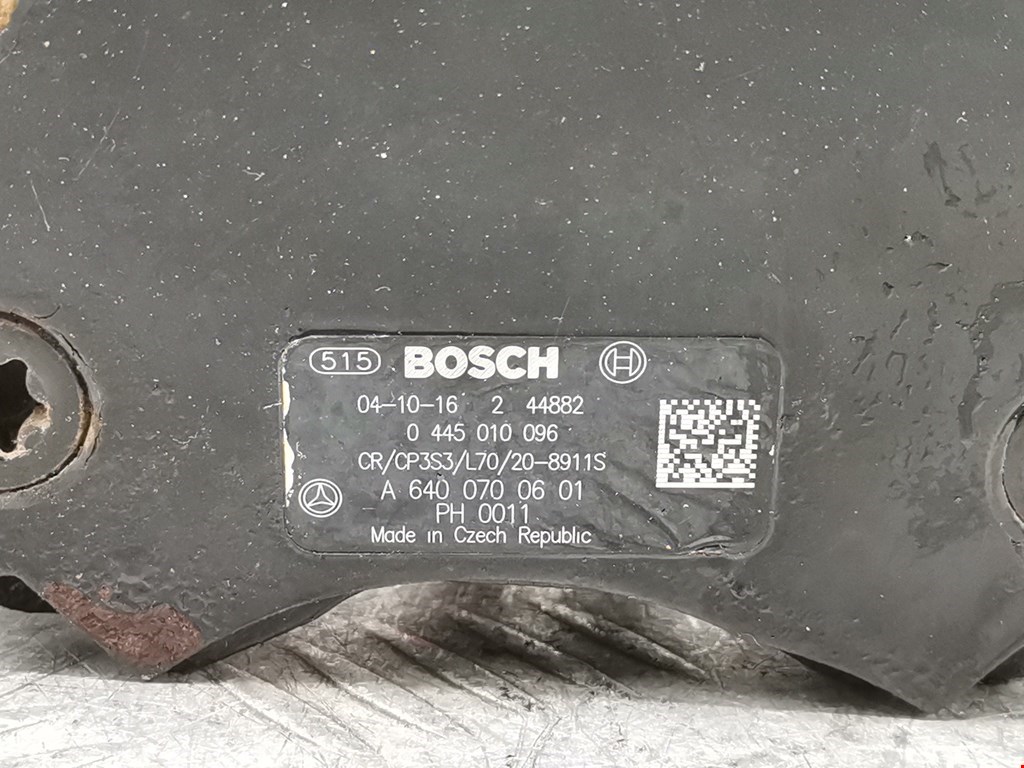 515 BOSCH
04-10-16 2 44882
0 445 010 096
CR/CP3S3/L70/20-8911S
A 640 070 06 01
PH 0011
Made in Czech Republic